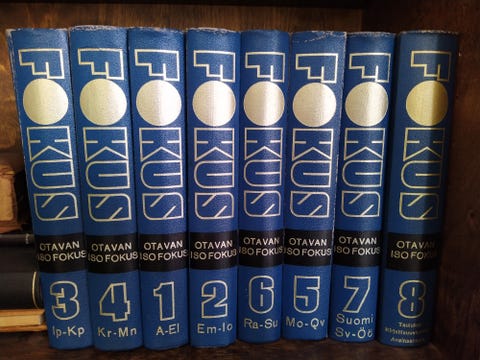 FOKUS
OTAVAN
ISO FOKUS
3
Ip-Kp
FOKUS
OTAVAN
ISO FOKUS
4
Kr-Mn
FOKUS
OTAVAN
ISO FOKUS
1
A-El
FOKUS
OTAVAN
ISO FOKUS
2
Em-Io
FOKUS
OTAVAN
ISO FOKUS
6
Ra-Su
FOKUS
OTAVAN
ISO FOKUS
5
Mo-Qv
FOKUS
OTAVAN
ISO FOKUS
7
Suomi
Sv-Öö
FOKUS
OTAVAN
ISO FOKUS
8